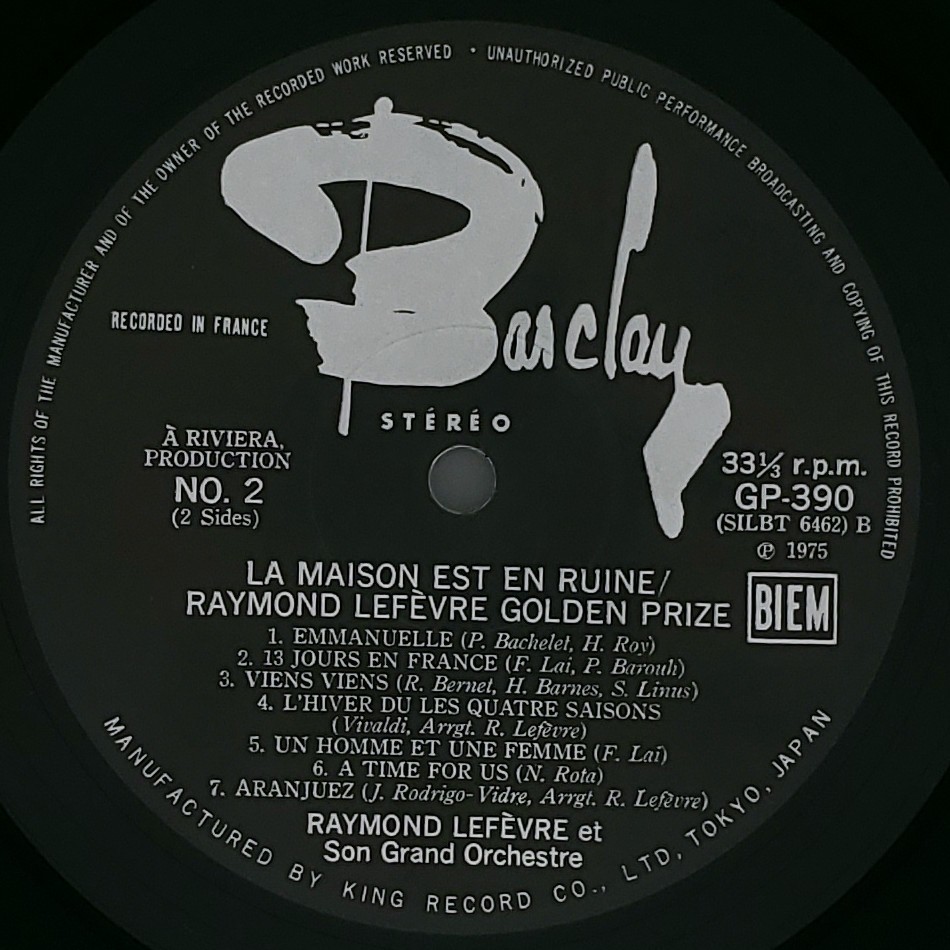 ALL RIGHTS OF THE MANUFACTURER AND OF THE OWNER OF THE RECORDED WORK RESERVED • UNAUTHORIZED PUBLIC PERFORMANCE BROADCASTING AND COPYING OF THIS RECORD PROHIBITED
Barclay
RECORDED IN FRANCE
STÉRÉO
À RIVIERA,
PRODUCTION
NO. 2
(2 Sides)
33⅓ r.p.m.
GP-390
(SILBT 6462) B
℗ 1975
BIEM
LA MAISON EST EN RUINE/
RAYMOND LEFÈVRE GOLDEN PRIZE
1. EMMANUELLE (P. Bachelet, H. Roy)
2. 13 JOURS EN FRANCE (F. Lai, P. Barouh)
3. VIENS VIENS (R. Bernet, H. Barnes, S. Linus)
4. L'HIVER DU LES QUATRE SAISONS
(Vivaldi, Arrgt. R. Lefèvre)
5. UN HOMME ET UNE FEMME (F. Lai)
6. A TIME FOR US (N. Rota)
7. ARANJUEZ (J. Rodrigo-Vidre, Arrgt. R. Lefèvre)
RAYMOND LEFÈVRE et
Son Grand Orchestre
MANUFACTURED BY KING RECORD CO., LTD, TOKYO, JAPAN